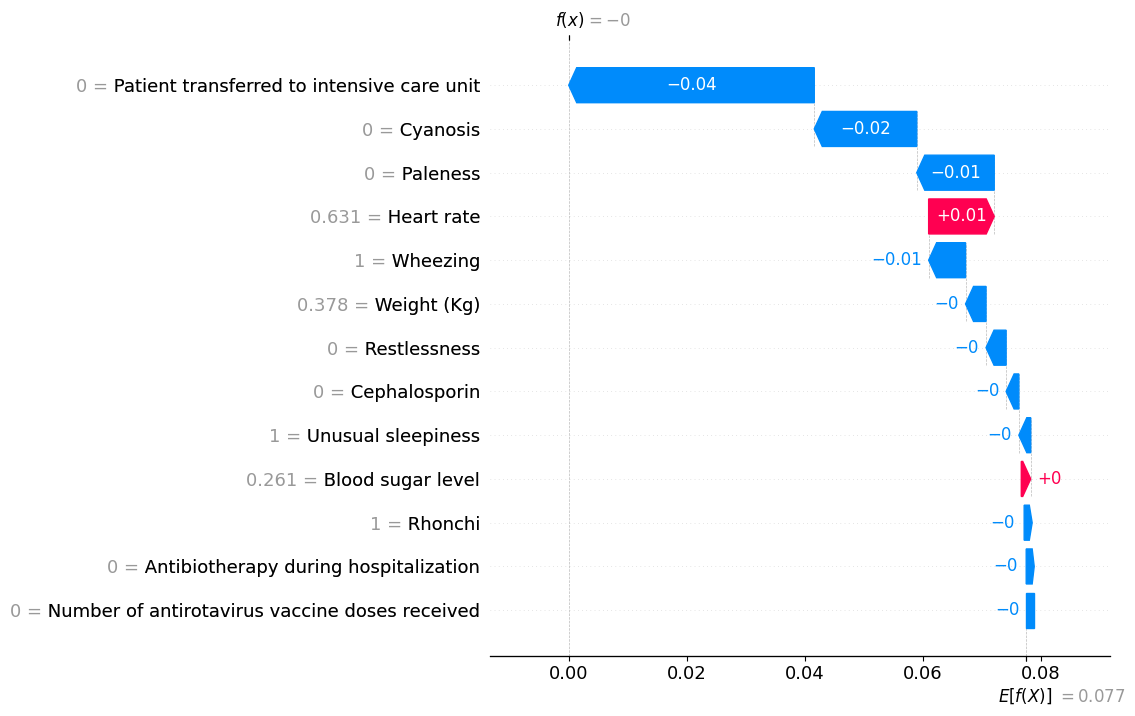 f(x) = −0
0 = Patient transferred to intensive care unit −0.04
0 = Cyanosis −0.02
0 = Paleness −0.01
0.631 = Heart rate +0.01
1 = Wheezing −0.01
0.378 = Weight (Kg) −0
0 = Restlessness −0
0 = Cephalosporin −0
1 = Unusual sleepiness −0
0.261 = Blood sugar level +0
1 = Rhonchi −0
0 = Antibiotherapy during hospitalization −0
0 = Number of antirotavirus vaccine doses received −0
0.00 0.02 0.04 0.06 0.08
E[f(X)] = 0.077